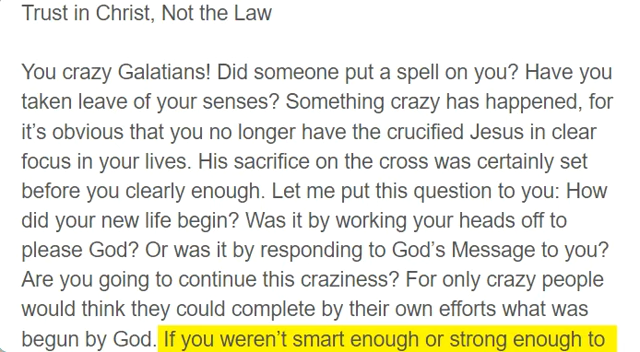 Trust in Christ, Not the Law
You crazy Galatians! Did someone put a spell on you? Have you
taken leave of your senses? Something crazy has happened, for
it’s obvious that you no longer have the crucified Jesus in clear
focus in your lives. His sacrifice on the cross was certainly set
before you clearly enough. Let me put this question to you: How
did your new life begin? Was it by working your heads off to
please God? Or was it by responding to God’s Message to you?
Are you going to continue this craziness? For only crazy people
would think they could complete by their own efforts what was
begun by God. If you weren’t smart enough or strong enough to